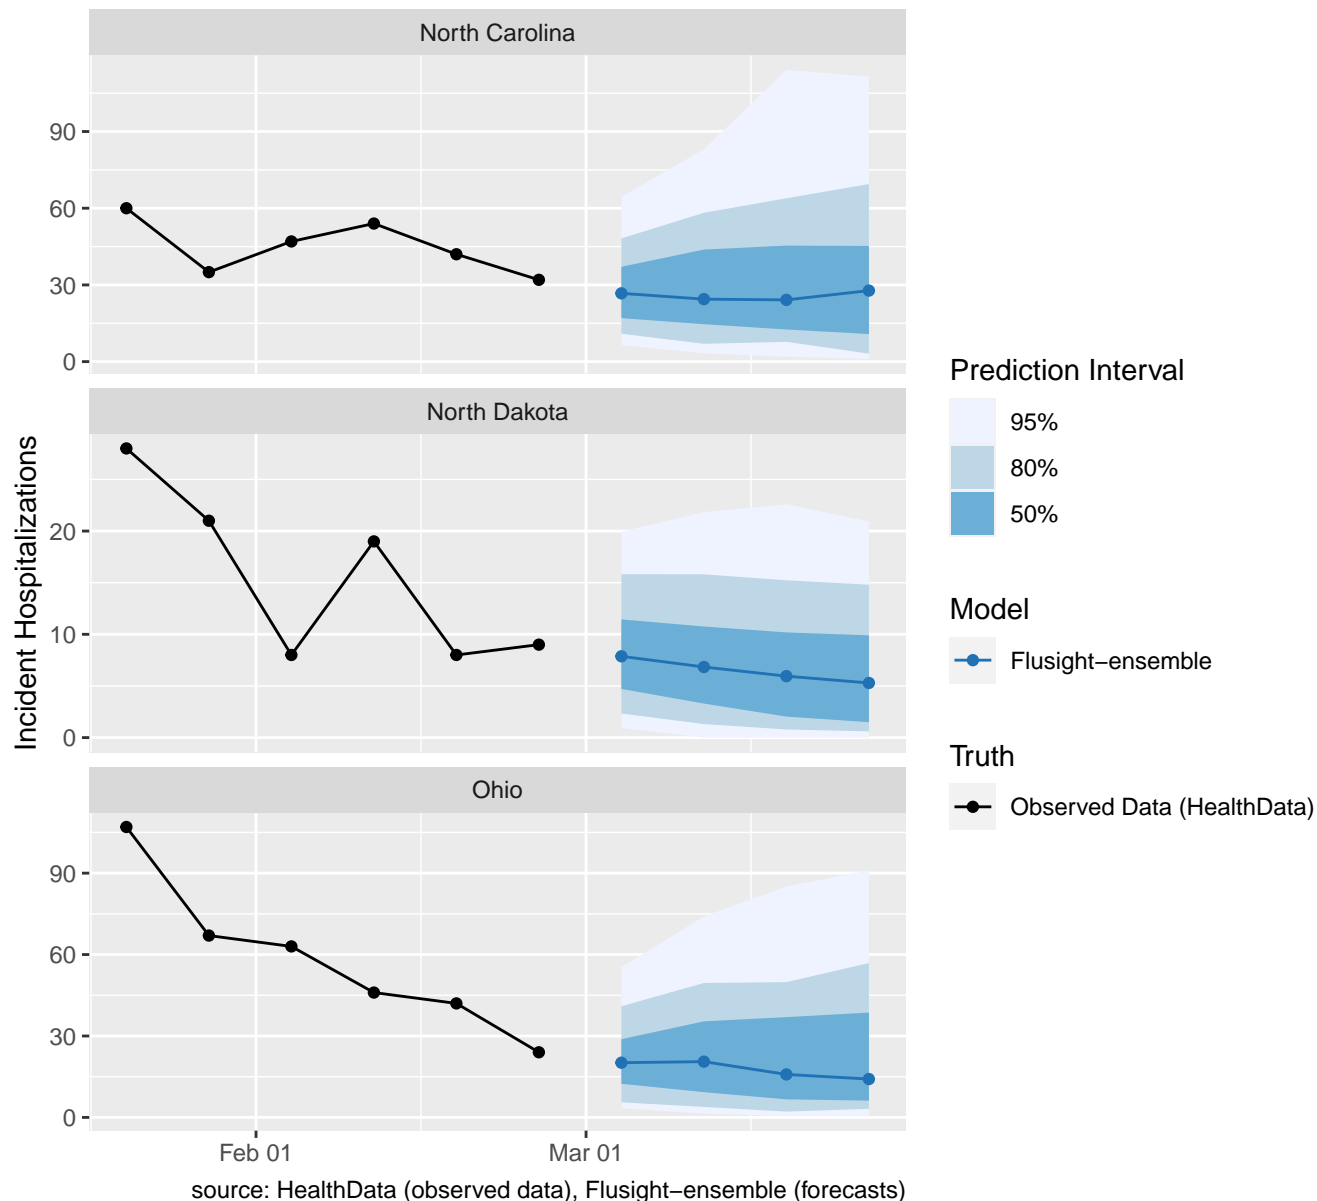 North Carolina
90
60
30
0
North Dakota
20
10
0
Ohio
90
60
30
0
Feb 01
Mar 01
Incident Hospitalizations
source: HealthData (observed data), Flusight−ensemble (forecasts)
Prediction Interval
95%
80%
50%
Model
Flusight−ensemble
Truth
Observed Data (HealthData)